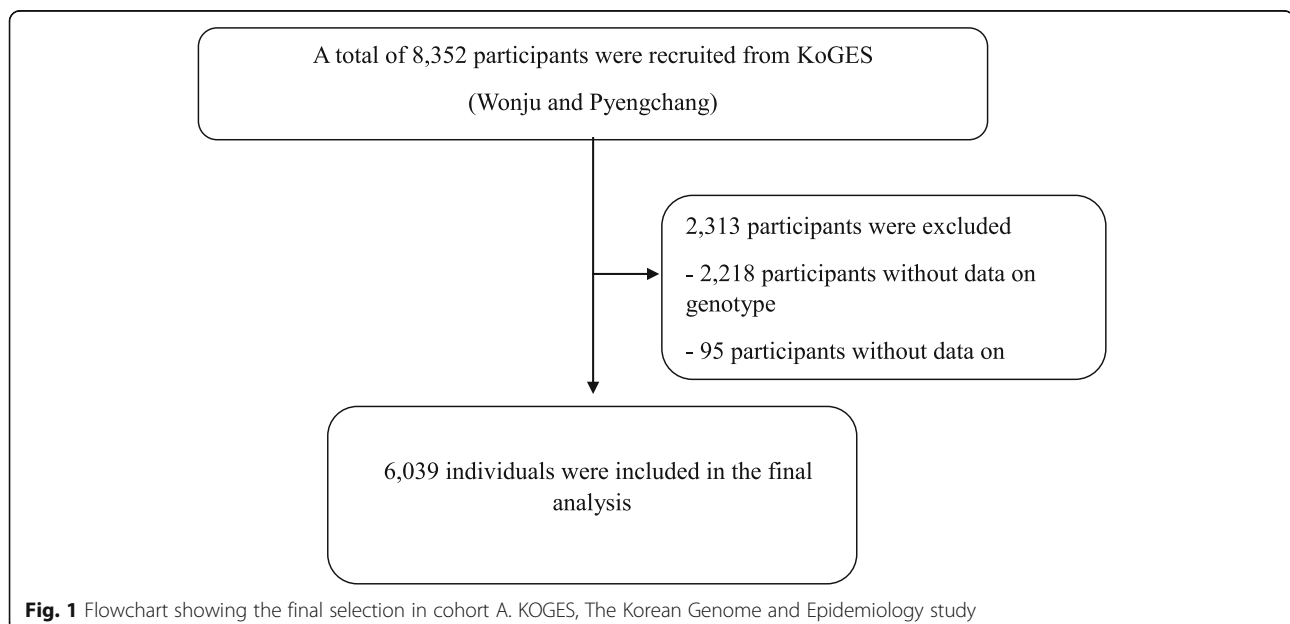 A total of 8,352 participants were recruited from KoGES
(Wonju and Pyengchang)
2,313 participants were excluded
- 2,218 participants without data on
genotype
- 95 participants without data on
6,039 individuals were included in the final
analysis
Fig. 1 Flowchart showing the final selection in cohort A. KOGES, The Korean Genome and Epidemiology study